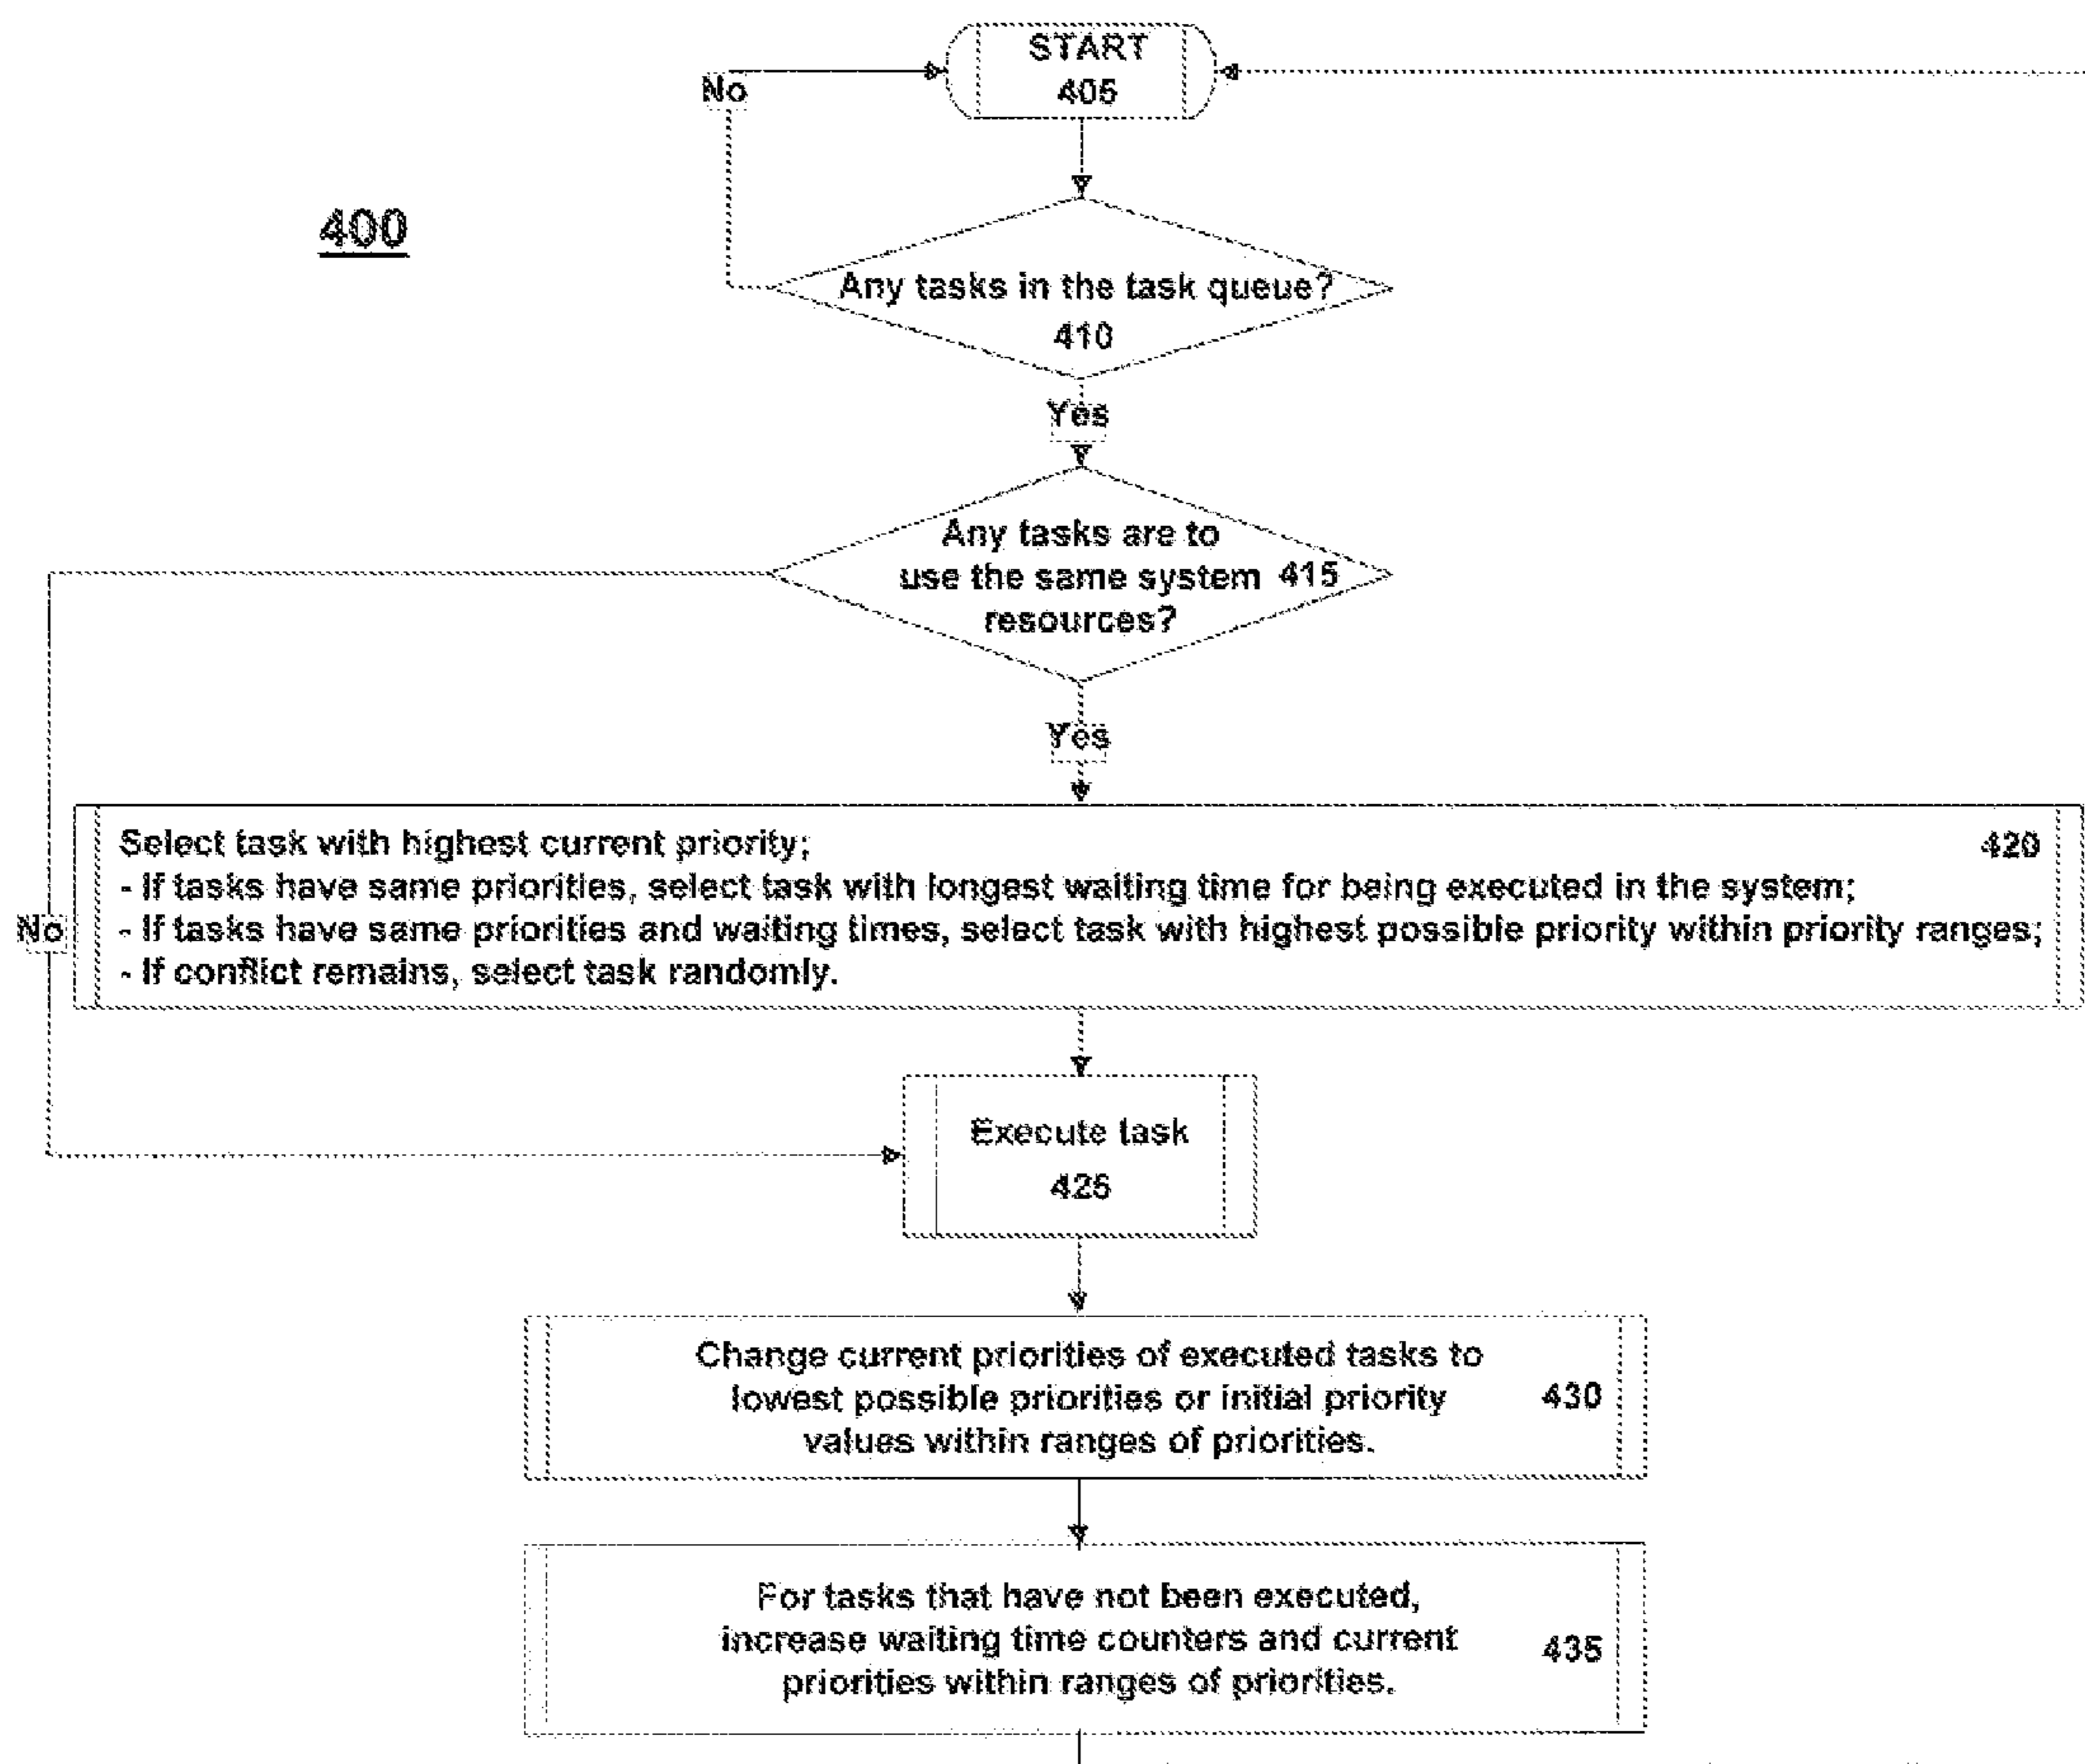 START
405
No
400
Any tasks in the task queue?
410
Yes
Any tasks are to
use the same system 415
resources?
Yes
Select task with highest current priority; 420
- If tasks have same priorities, select task with longest waiting time for being executed in the system;
No
- If tasks have same priorities and waiting times, select task with highest possible priority within priority ranges;
- If conflict remains, select task randomly.
Execute task
425
Change current priorities of executed tasks to
lowest possible priorities or initial priority 430
values within ranges of priorities.
For tasks that have not been executed,
increase waiting time counters and current 435
priorities within ranges of priorities.